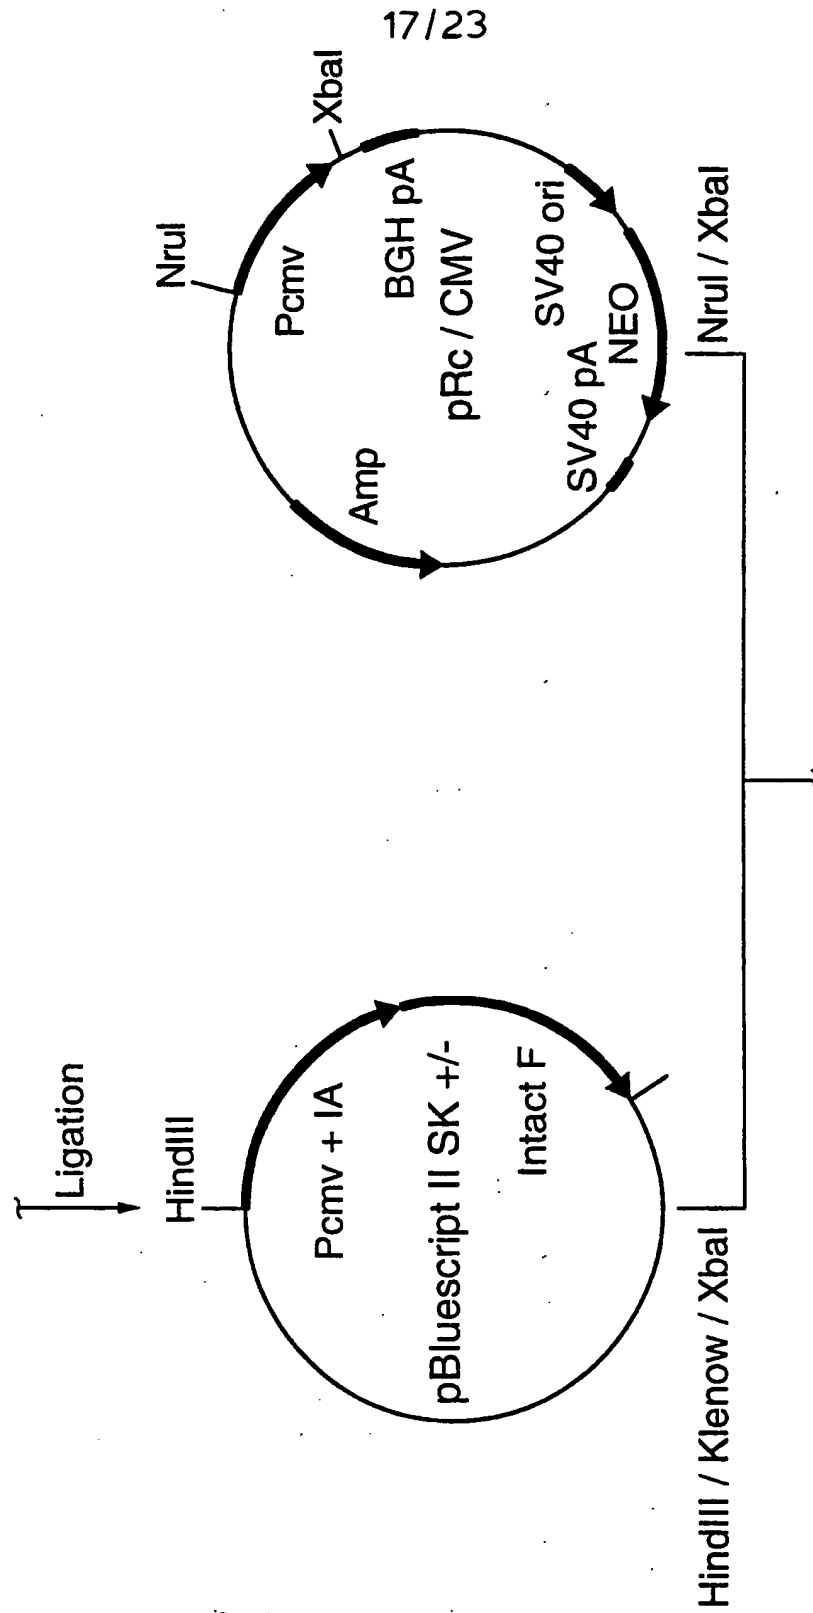 17/23
Ligation
HindIII
Pcmv + IA
pBluescript II SK +/-
Intact F
HindIII / Klenow / XbaI
NruI
XbaI
Pcmv
BGH pA
pRc / CMV
Amp
SV40 ori
SV40 pA
NEO
NruI / XbaI